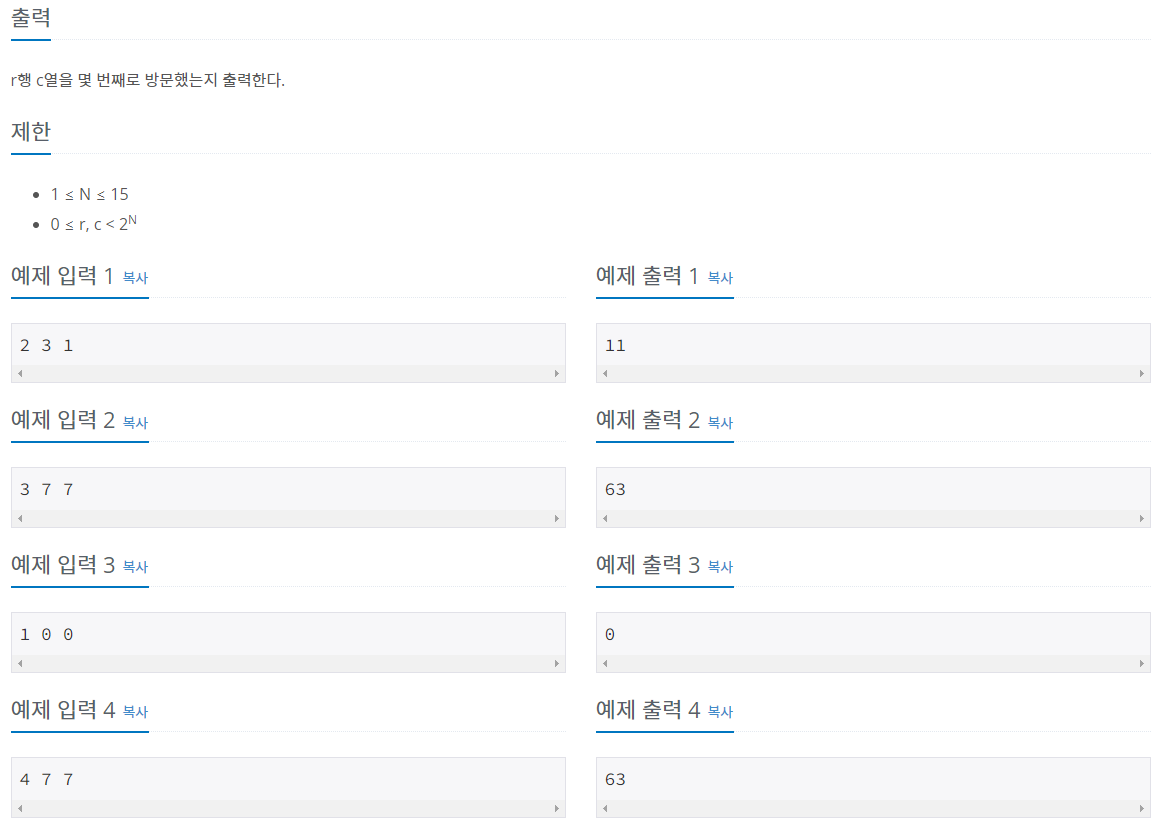 출력
r행 c열을 몇 번째로 방문했는지 출력한다.
제한
1 ≤ N ≤ 15
0 ≤ r, c < 2^N
예제 입력 1 복사
2 3 1
예제 출력 1 복사
11
예제 입력 2 복사
3 7 7
예제 출력 2 복사
63
예제 입력 3 복사
1 0 0
예제 출력 3 복사
0
예제 입력 4 복사
4 7 7
예제 출력 4 복사
63